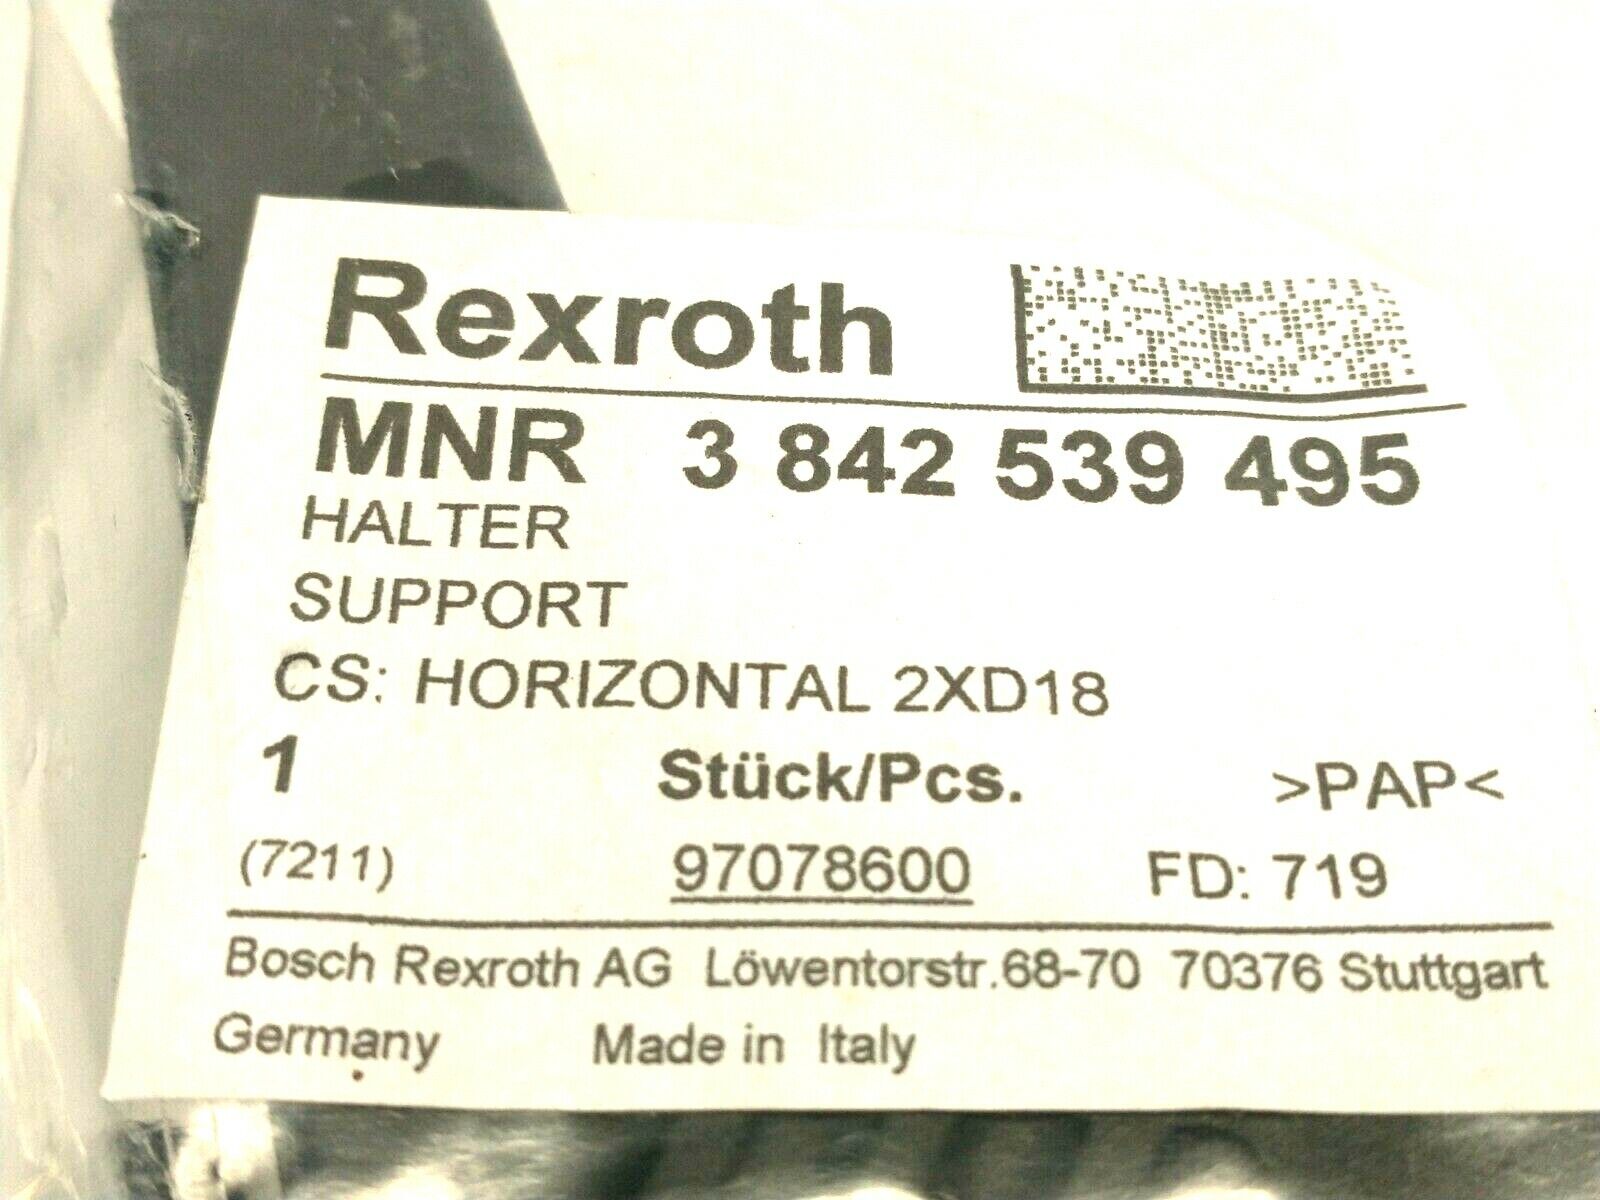 Rexroth
MNR 3 842 539 495
HALTER
SUPPORT
CS: HORIZONTAL 2XD18
1 Stück/Pcs. >PAP<
(7211) 97078600 FD: 719
Bosch Rexroth AG Löwentorstr.68-70 70376 Stuttgart
Germany Made in Italy